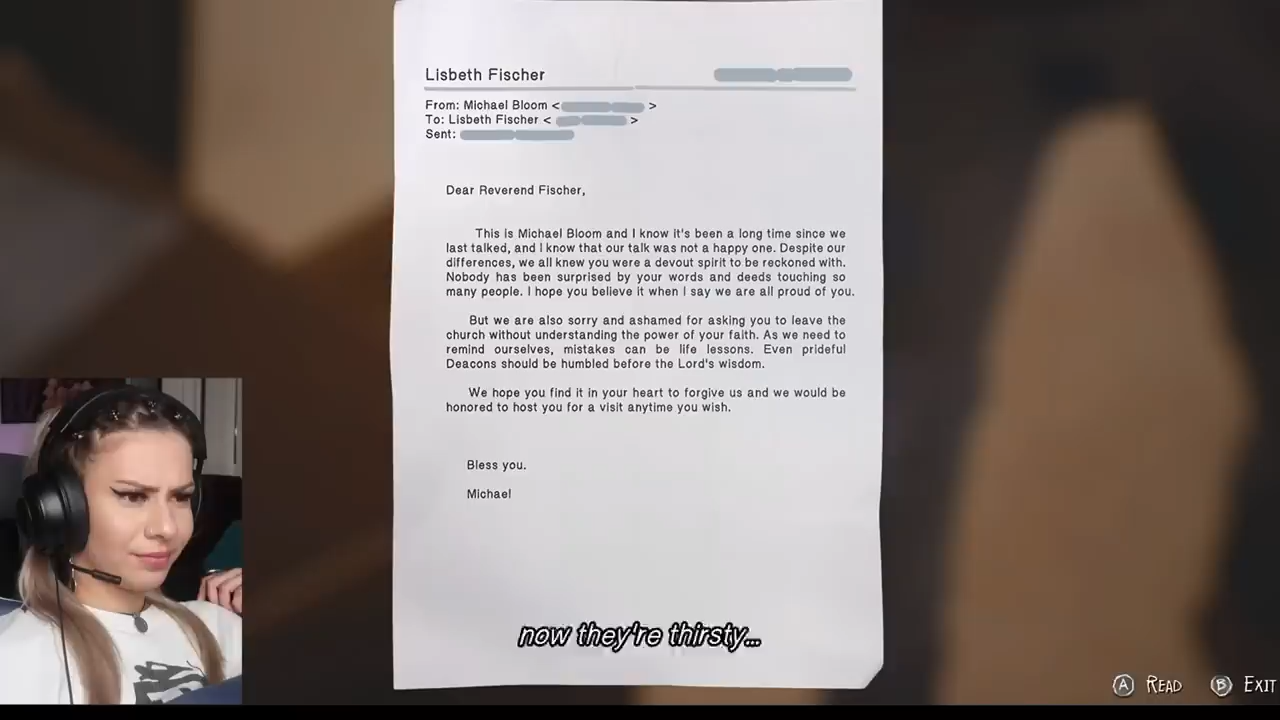 Lisbeth Fischer
From: Michael Bloom < >
To: Lisbeth Fischer < >
Sent:
Dear Reverend Fischer,
This is Michael Bloom and I know it's been a long time since we
last talked, and I know that our talk was not a happy one. Despite our
differences, we all knew you were a devout spirit to be reckoned with.
Nobody has been surprised by your words and deeds touching so
many people. I hope you believe it when I say we are all proud of you.
But we are also sorry and ashamed for asking you to leave the
church without understanding the power of your faith. As we need to
remind ourselves, mistakes can be life lessons. Even prideful
Deacons should be humbled before the Lord's wisdom.
We hope you find it in your heart to forgive us and we would be
honored to host you for a visit anytime you wish.
Bless you.
Michael
now they're thirsty...
A READ B EXIT